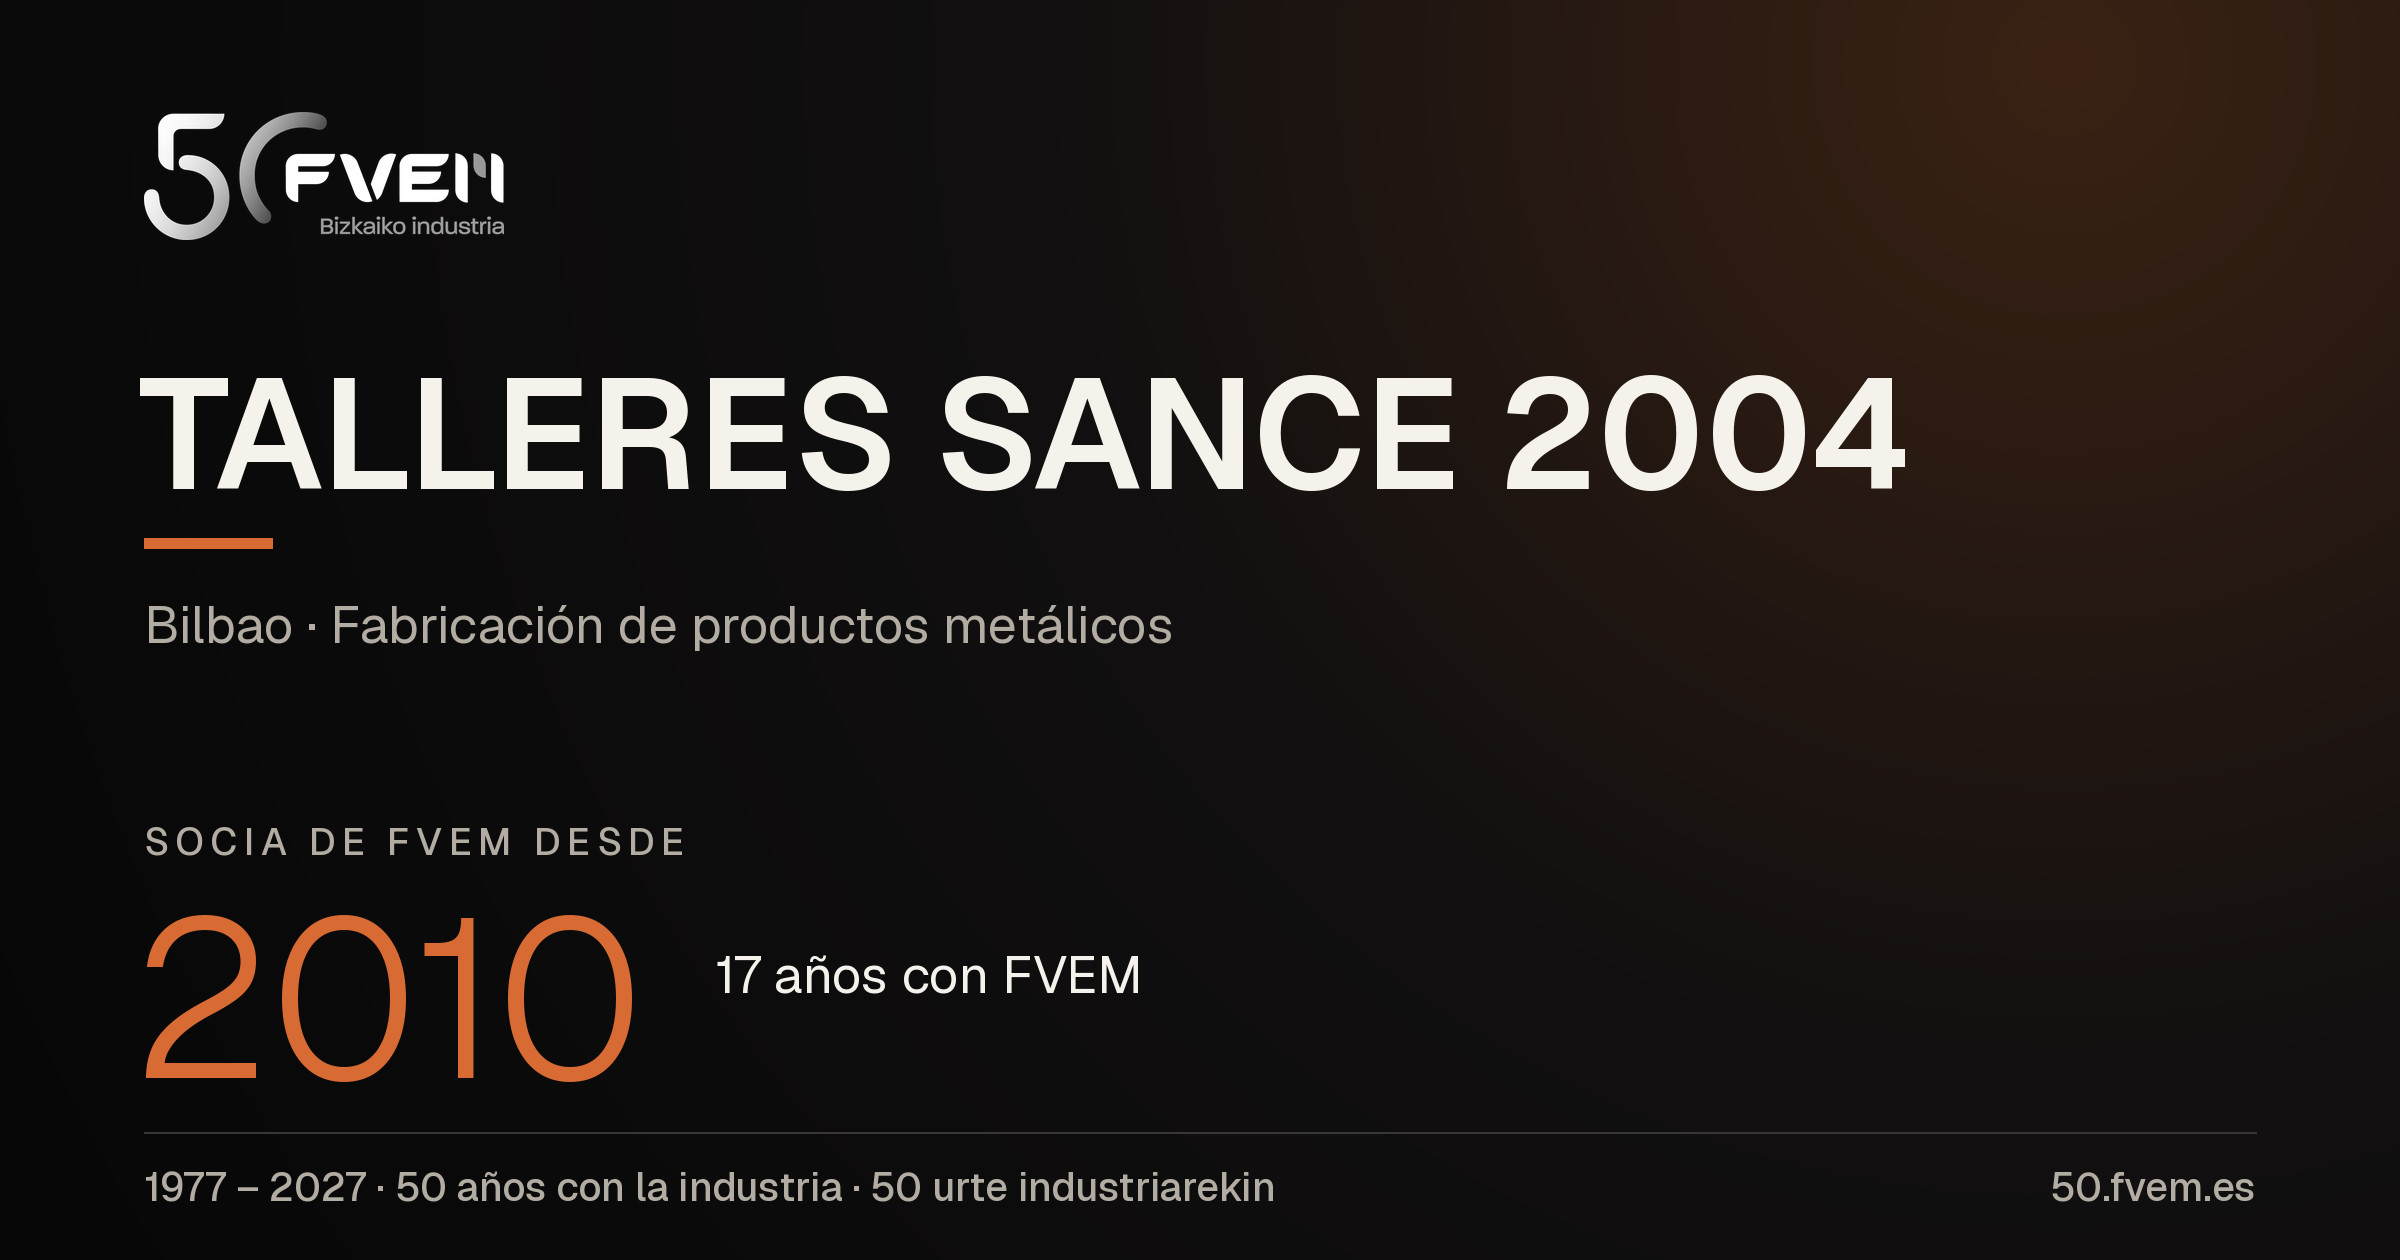 50 FVEM
Bizkaiko industria
TALLERES SANCE 2004
Bilbao · Fabricación de productos metálicos
SOCIA DE FVEM DESDE
2010
17 años con FVEM
1977 – 2027 · 50 años con la industria · 50 urte industriarekin
50.fvem.es